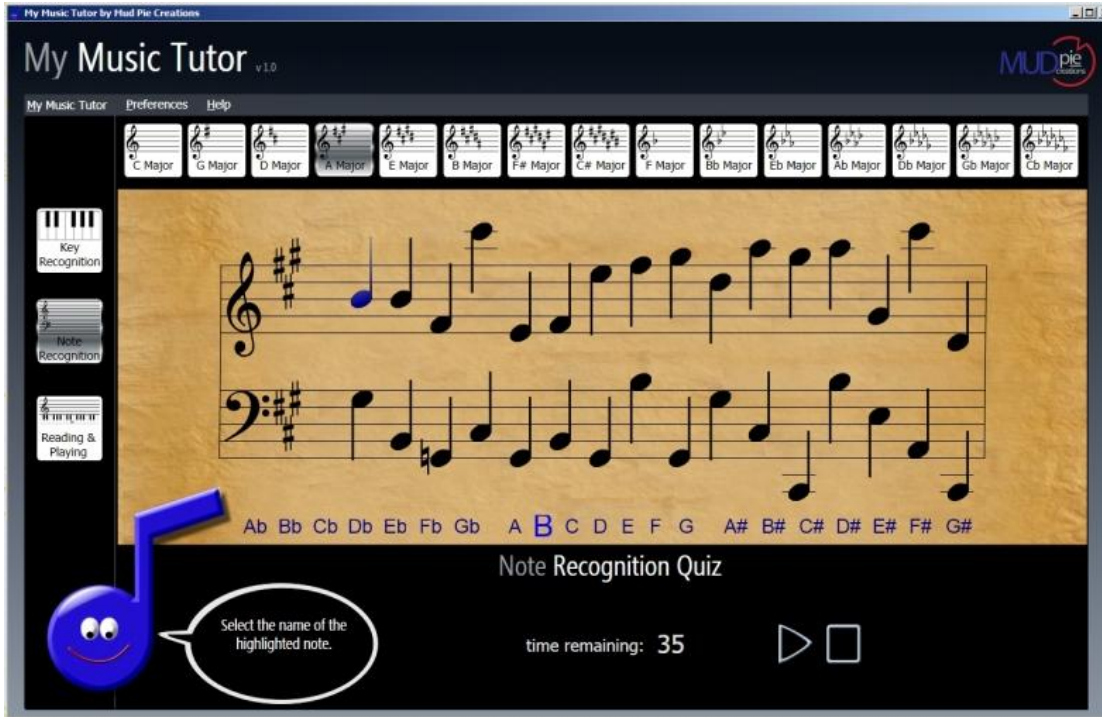 My Music Tutor by Mud Pie Creations
My Music Tutor v 1.0
MUDpie
creations
My Music Tutor Preferences Help
C Major G Major D Major A Major E Major B Major F# Major C# Major F Major Bb Major Eb Major Ab Major Db Major Gb Major Cb Major
Key
Recognition
Note
Recognition
Reading &
Playing
Ab Bb Cb Db Eb Fb Gb A B C D E F G A# B# C# D# E# F# G#
Note Recognition Quiz
Select the name of the
highlighted note.
time remaining: 35